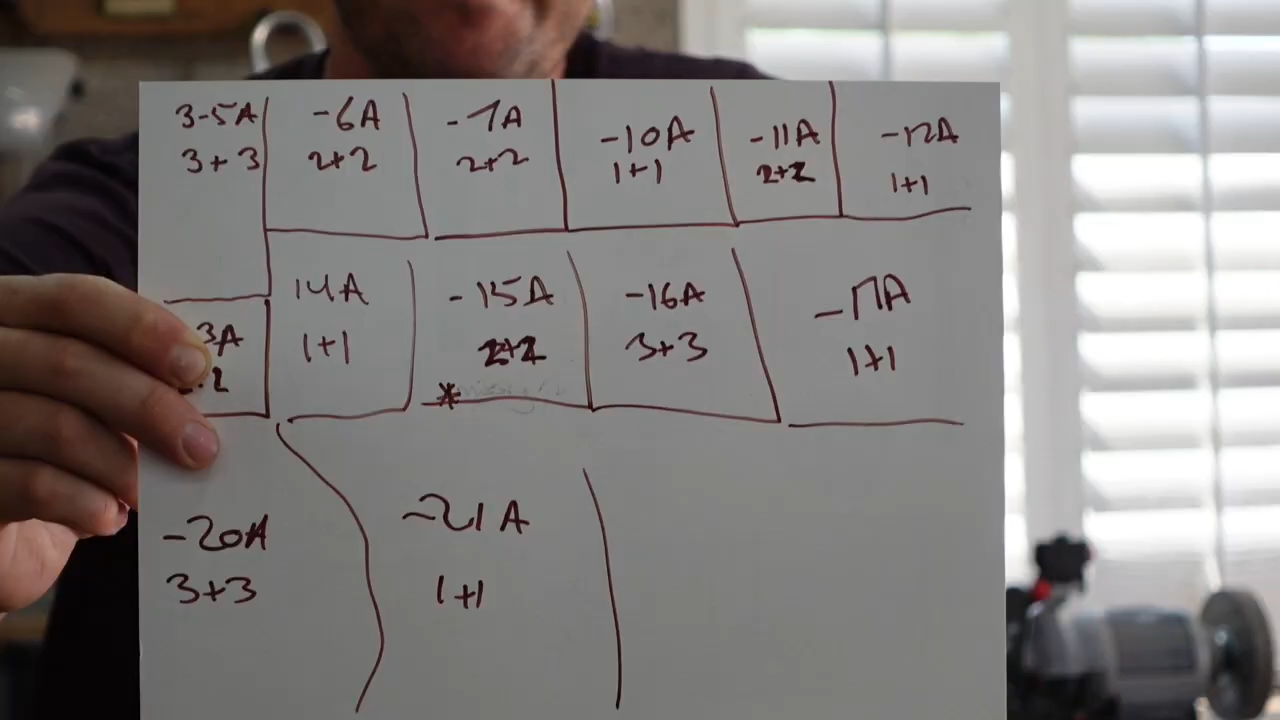 3-5A
3+3
-6A
2+2
-7A
2+2
-10A
1+1
-11A
2+2
-12A
1+1
3A
14A
1+1
-15A
2+2
*
-16A
3+3
-17A
1+1
-20A
3+3
-21A
1+1